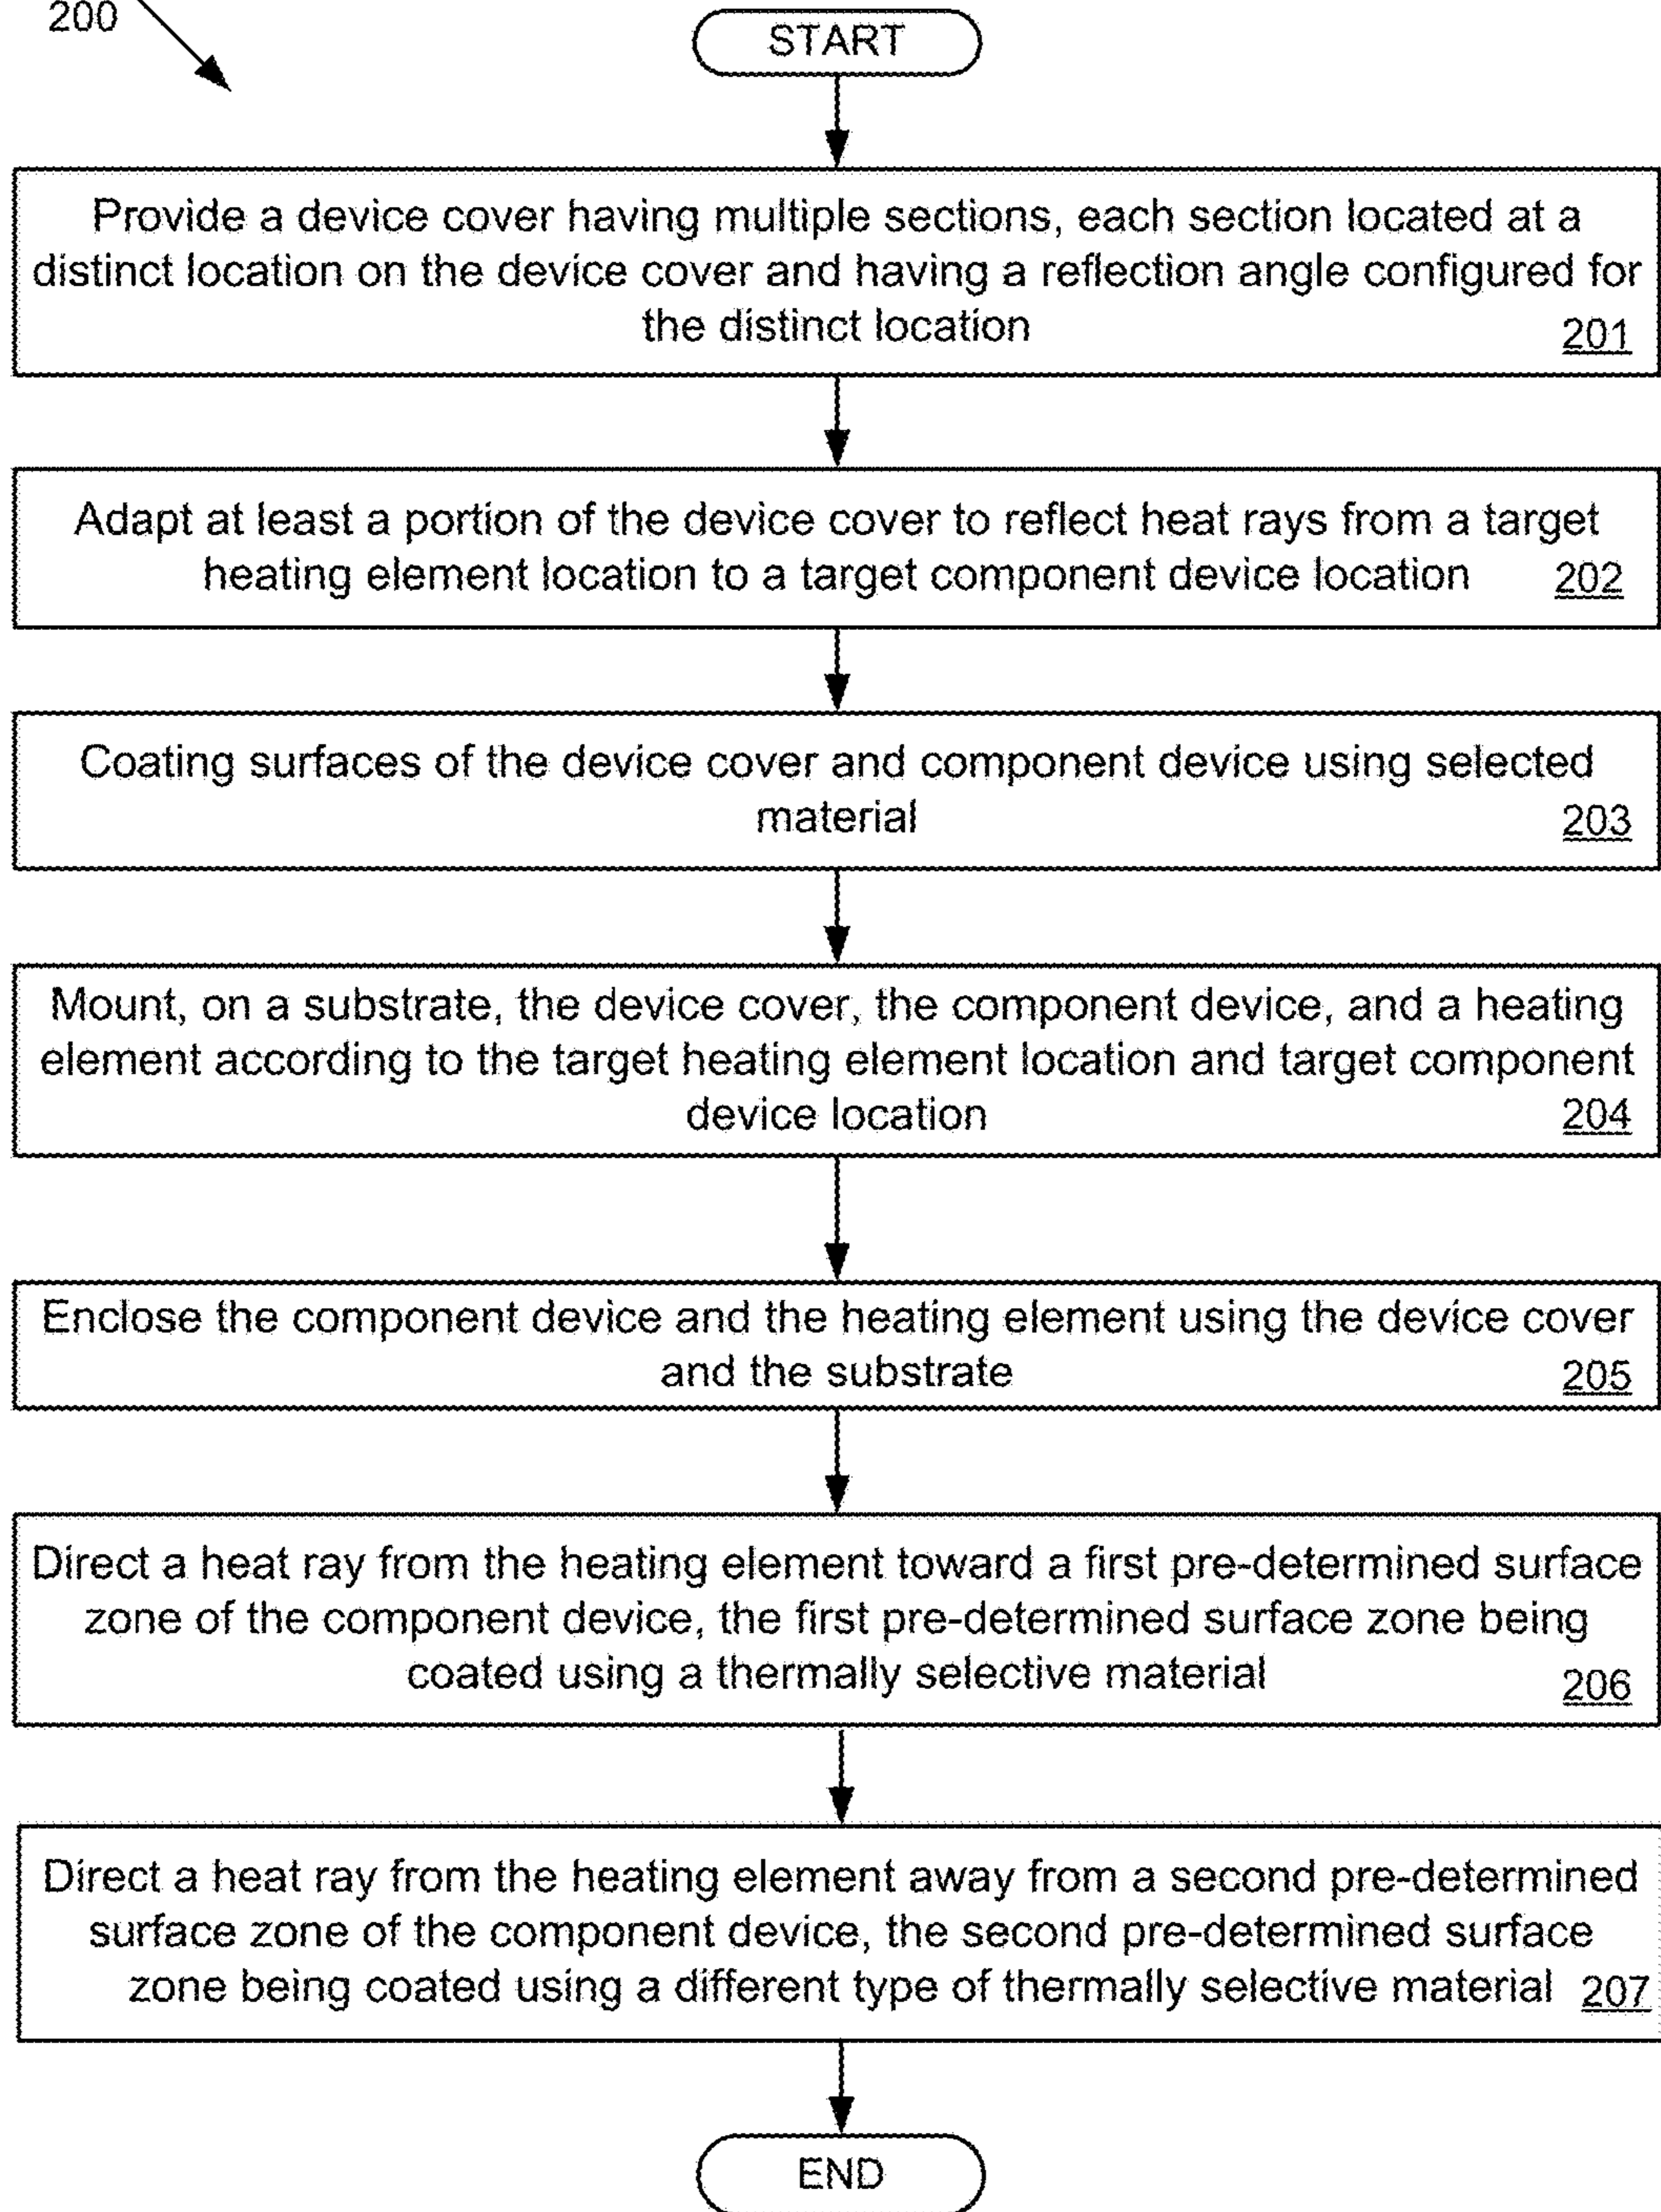 200
START
Provide a device cover having multiple sections, each section located at a
distinct location on the device cover and having a reflection angle configured for
the distinct location 201
Adapt at least a portion of the device cover to reflect heat rays from a target
heating element location to a target component device location 202
Coating surfaces of the device cover and component device using selected
material 203
Mount, on a substrate, the device cover, the component device, and a heating
element according to the target heating element location and target component
device location 204
Enclose the component device and the heating element using the device cover
and the substrate 205
Direct a heat ray from the heating element toward a first pre-determined surface
zone of the component device, the first pre-determined surface zone being
coated using a thermally selective material 206
Direct a heat ray from the heating element away from a second pre-determined
surface zone of the component device, the second pre-determined surface
zone being coated using a different type of thermally selective material 207
END